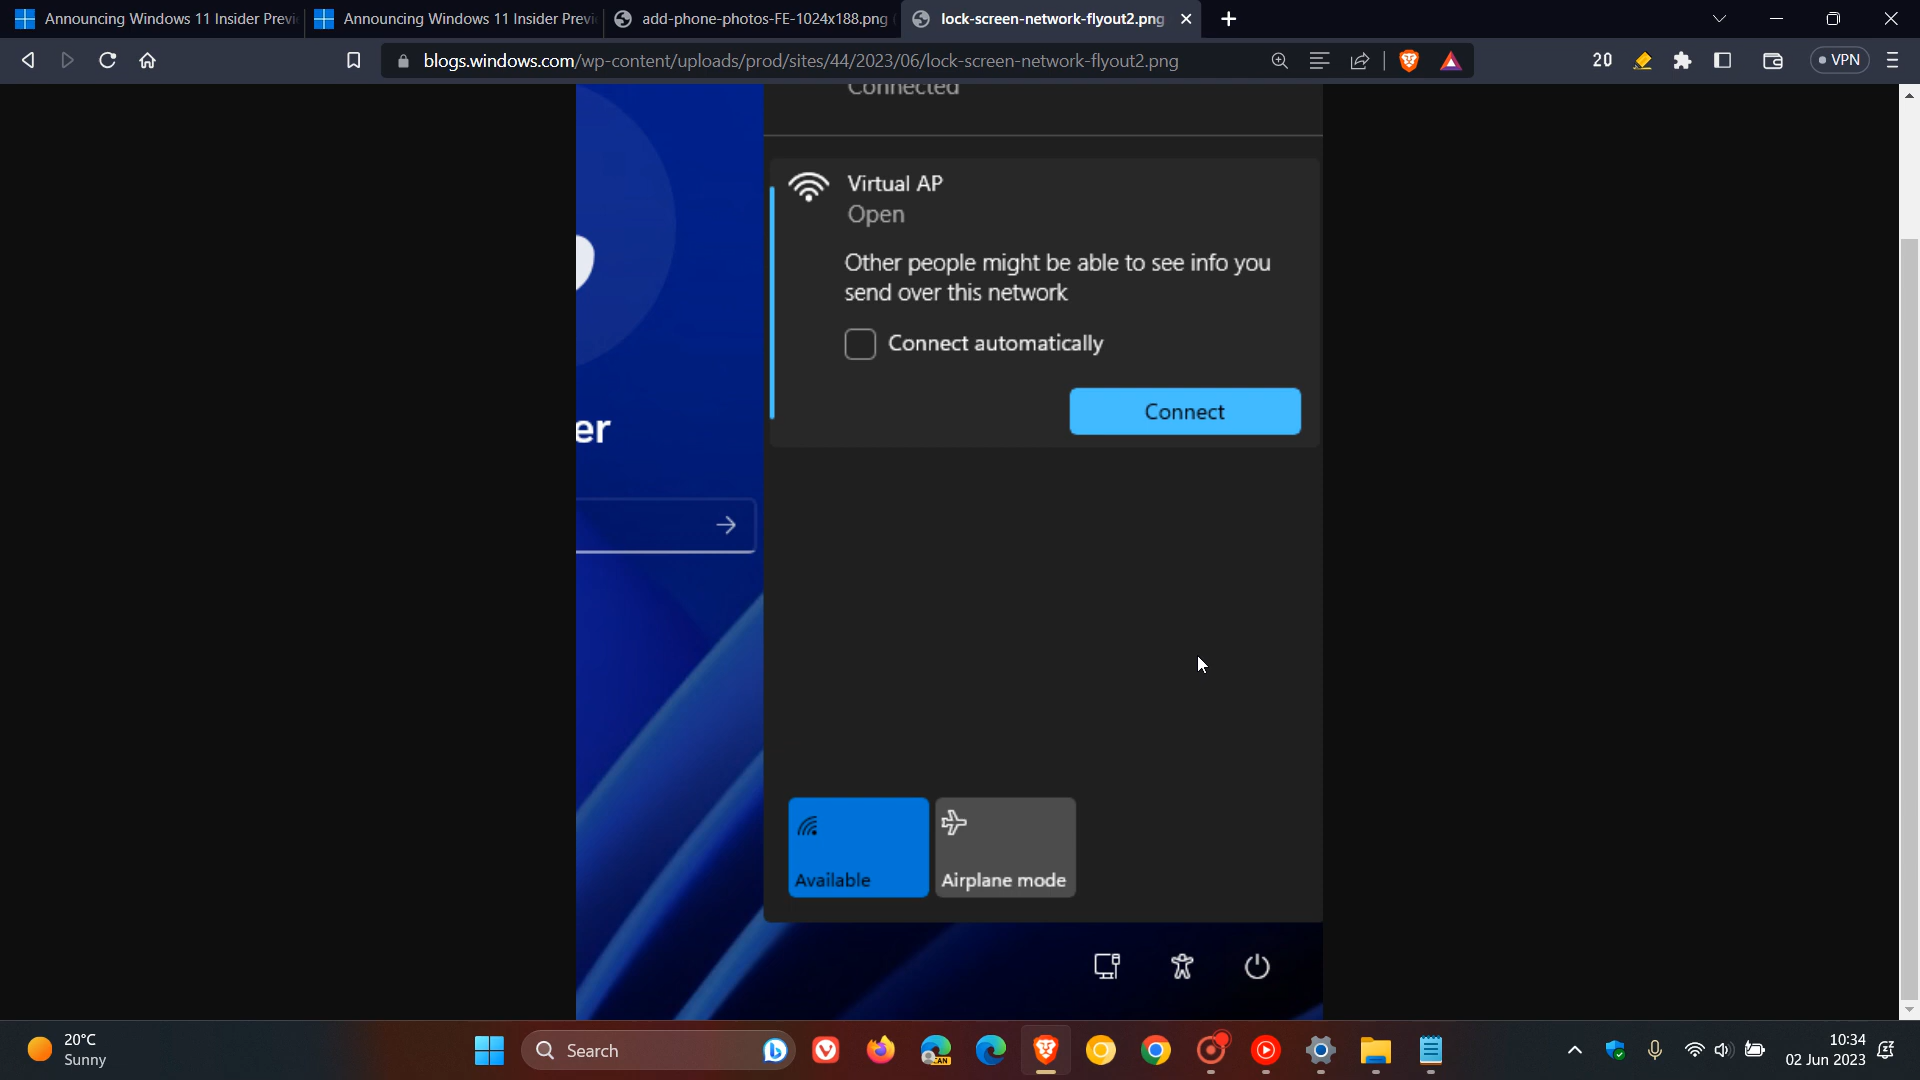 Announcing Windows 11 Insider Previ
Announcing Windows 11 Insider Previ
add-phone-photos-FE-1024x188.png
lock-screen-network-flyout2.png
blogs.windows.com/wp-content/uploads/prod/sites/44/2023/06/lock-screen-network-flyout2.png
20
VPN
Connected
Virtual AP
Open
Other people might be able to see info you
send over this network
Connect automatically
Connect
er
Available
Airplane mode
20°C
Sunny
Search
CAN
10:34
02 Jun 2023